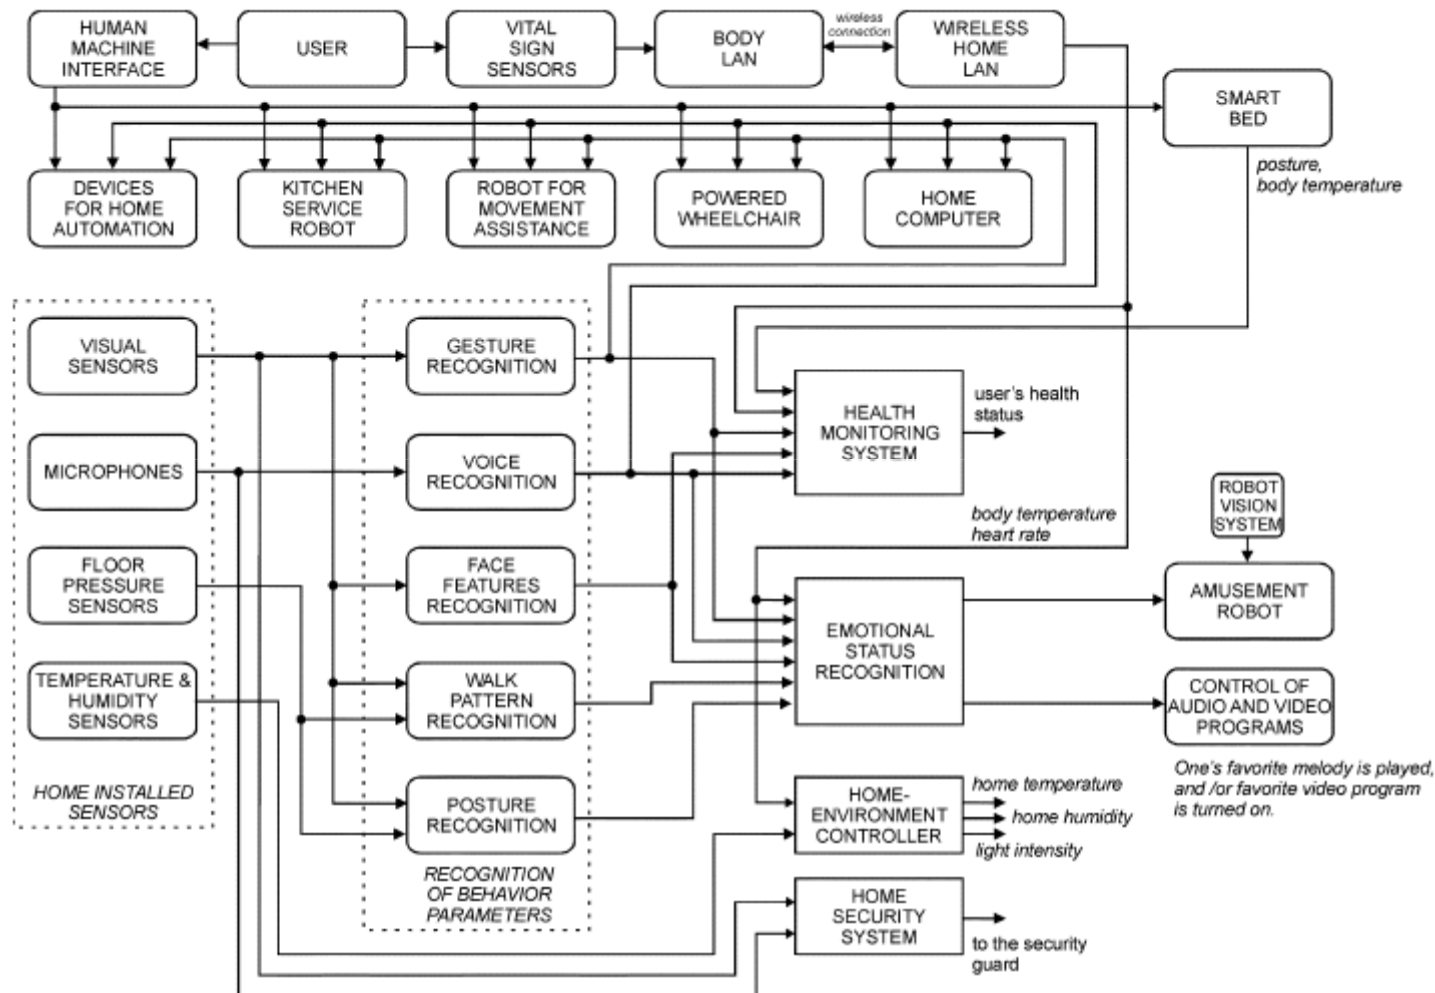 HUMAN
MACHINE
INTERFACE
USER
VITAL
SIGN
SENSORS
BODY
LAN
wireless
connection
WIRELESS
HOME
LAN
SMART
BED
posture,
body temperature
DEVICES
FOR HOME
AUTOMATION
KITCHEN
SERVICE
ROBOT
ROBOT FOR
MOVEMENT
ASSISTANCE
POWERED
WHEELCHAIR
HOME
COMPUTER
VISUAL
SENSORS
MICROPHONES
FLOOR
PRESSURE
SENSORS
TEMPERATURE &
HUMIDITY
SENSORS
HOME INSTALLED
SENSORS
GESTURE
RECOGNITION
VOICE
RECOGNITION
FACE
FEATURES
RECOGNITION
WALK
PATTERN
RECOGNITION
POSTURE
RECOGNITION
RECOGNITION
OF BEHAVIOR
PARAMETERS
HEALTH
MONITORING
SYSTEM
user's health
status
body temperature
heart rate
EMOTIONAL
STATUS
RECOGNITION
ROBOT
VISION
SYSTEM
AMUSEMENT
ROBOT
CONTROL OF
AUDIO AND VIDEO
PROGRAMS
One's favorite melody is played,
and /or favorite video program
is turned on.
HOME-
ENVIRONMENT
CONTROLLER
home temperature
home humidity
light intensity
HOME
SECURITY
SYSTEM
to the security
guard